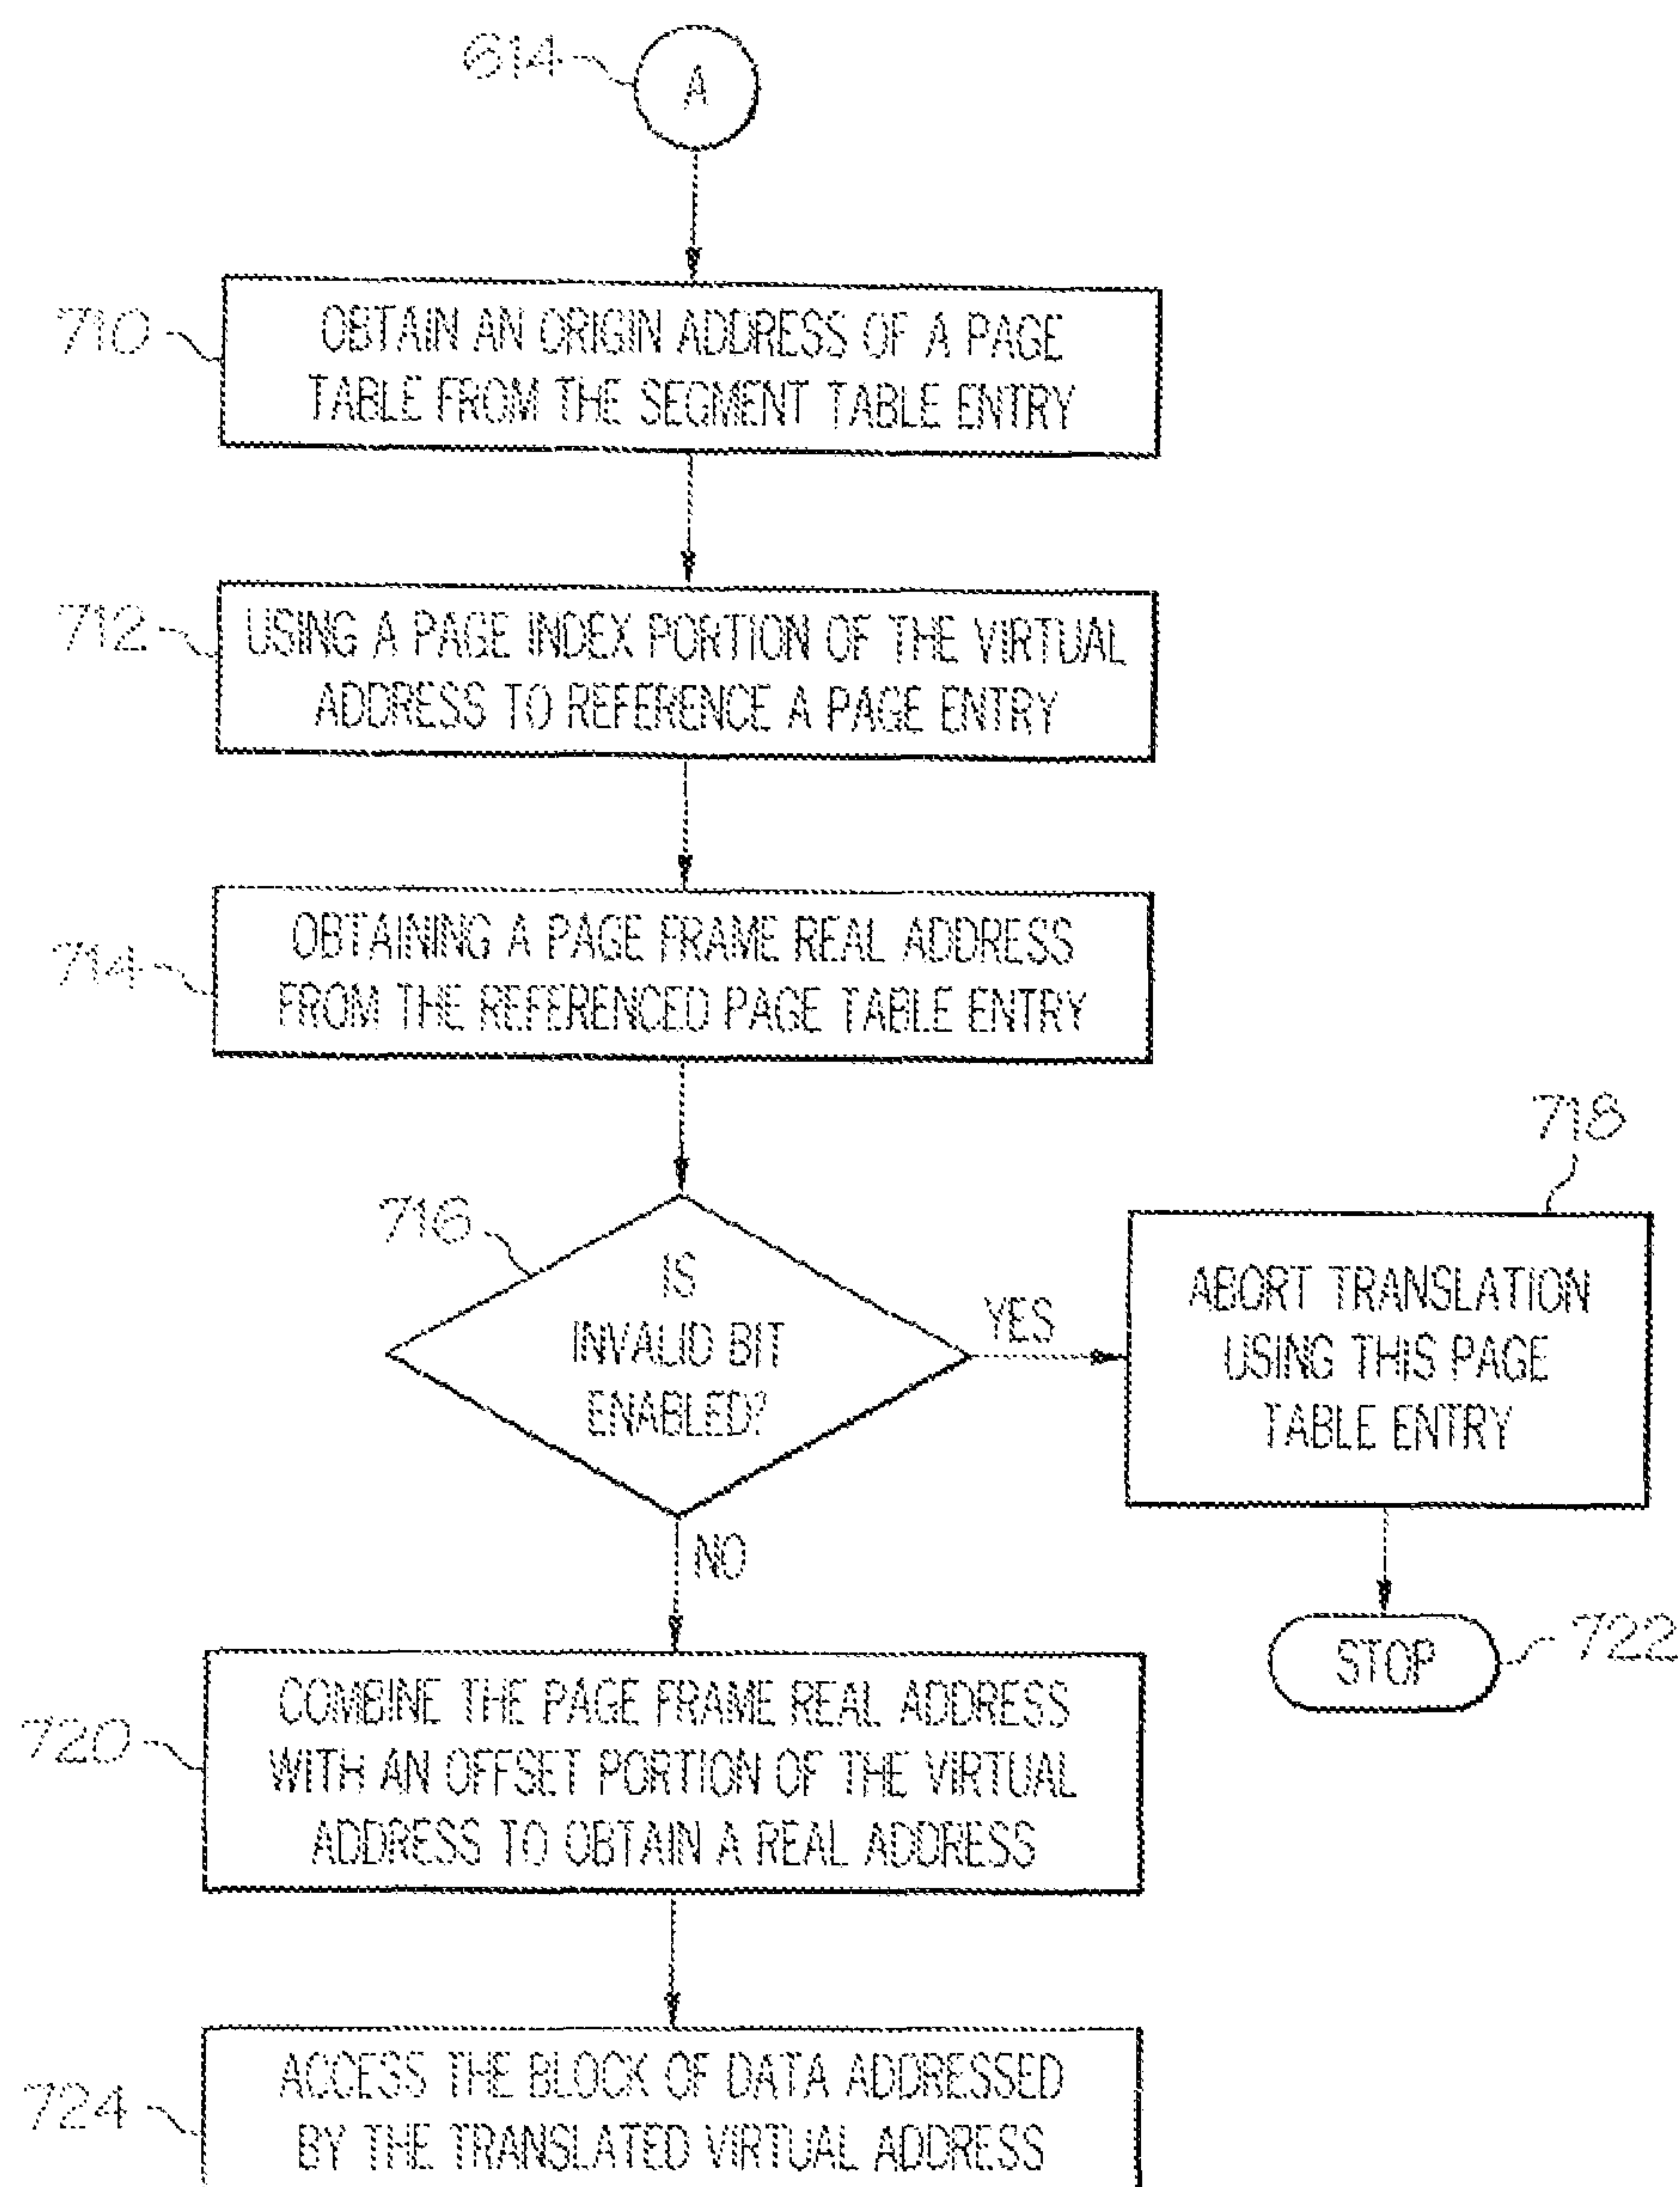 614
A
710
OBTAIN AN ORIGIN ADDRESS OF A PAGE
TABLE FROM THE SEGMENT TABLE ENTRY
712
USING A PAGE INDEX PORTION OF THE VIRTUAL
ADDRESS TO REFERENCE A PAGE ENTRY
714
OBTAINING A PAGE FRAME REAL ADDRESS
FROM THE REFERENCED PAGE TABLE ENTRY
716
IS
INVALID BIT
ENABLED?
YES
718
ABORT TRANSLATION
USING THIS PAGE
TABLE ENTRY
NO
STOP
722
720
COMBINE THE PAGE FRAME REAL ADDRESS
WITH AN OFFSET PORTION OF THE VIRTUAL
ADDRESS TO OBTAIN A REAL ADDRESS
724
ACCESS THE BLOCK OF DATA ADDRESSED
BY THE TRANSLATED VIRTUAL ADDRESS